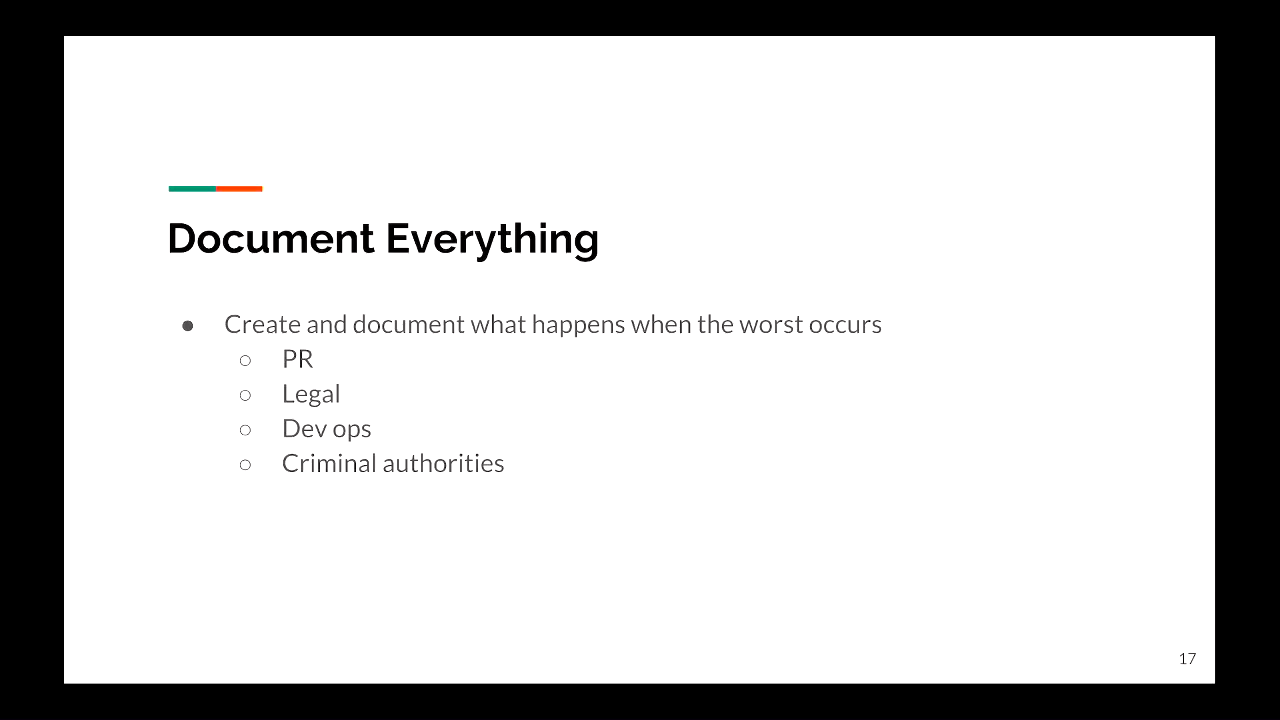 Document Everything
● Create and document what happens when the worst occurs
○ PR
○ Legal
○ Dev ops
○ Criminal authorities
17